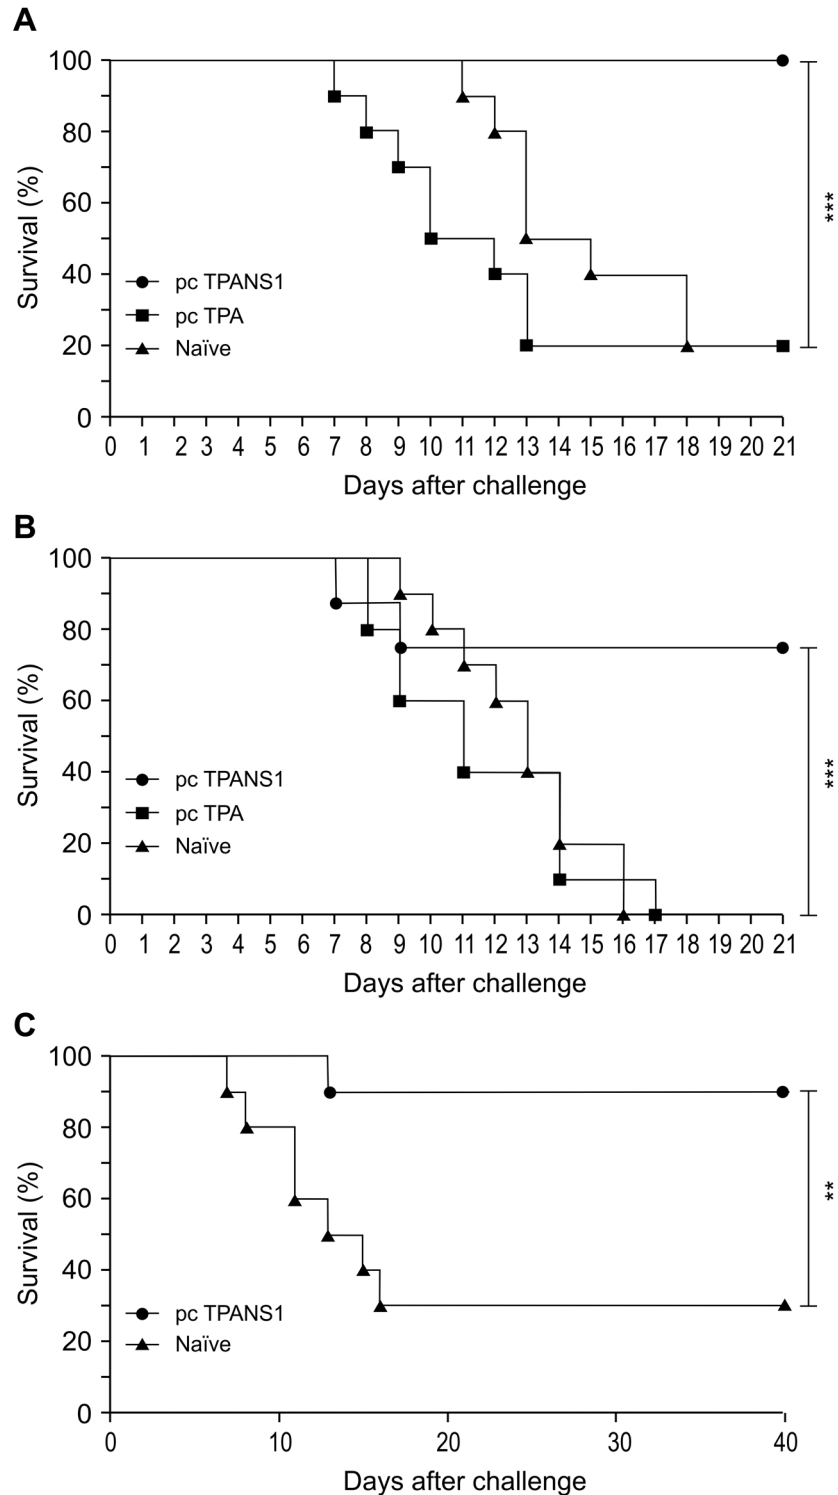 A
100
80
60
40
20
0
Survival (%)
pc TPANS1
pc TPA
Naïve
***
0 1 2 3 4 5 6 7 8 9 10 11 12 13 14 15 16 17 18 19 20 21
Days after challenge
B
100
80
60
40
20
0
Survival (%)
pc TPANS1
pc TPA
Naïve
***
0 1 2 3 4 5 6 7 8 9 10 11 12 13 14 15 16 17 18 19 20 21
Days after challenge
C
100
80
60
40
20
0
Survival (%)
pc TPANS1
Naïve
**
0 10 20 30 40
Days after challenge